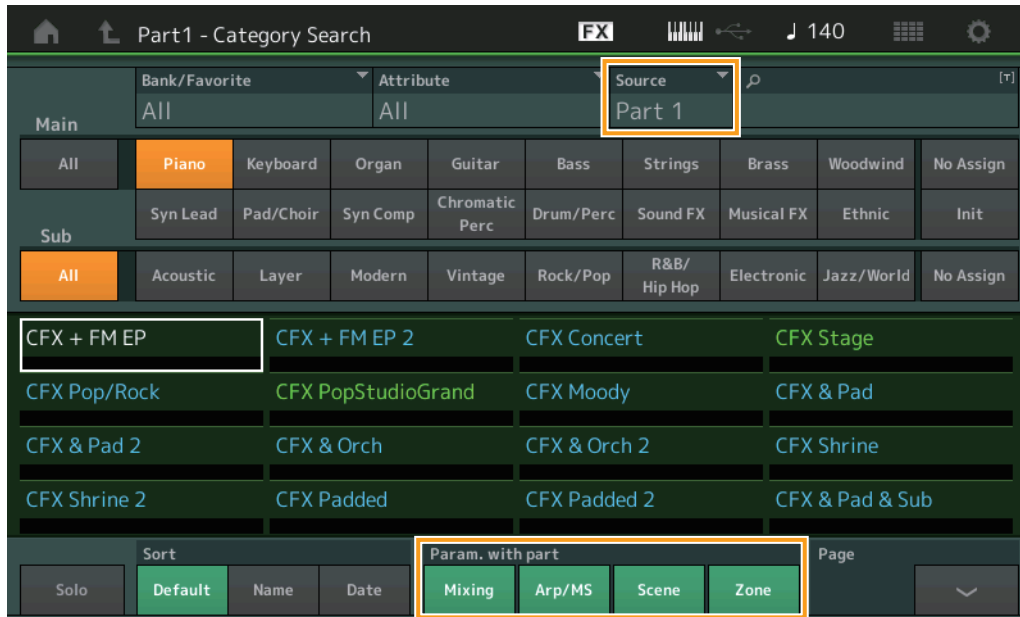 Part1 - Category Search FX ♩ 140
Bank/Favorite Attribute Source [T]
Main All All Part 1
All Piano Keyboard Organ Guitar Bass Strings Brass Woodwind No Assign
Syn Lead Pad/Choir Syn Comp Chromatic Perc Drum/Perc Sound FX Musical FX Ethnic Init
Sub
All Acoustic Layer Modern Vintage Rock/Pop R&B/ Hip Hop Electronic Jazz/World No Assign
CFX + FM EP CFX + FM EP 2 CFX Concert CFX Stage
CFX Pop/Rock CFX PopStudioGrand CFX Moody CFX & Pad
CFX & Pad 2 CFX & Orch CFX & Orch 2 CFX Shrine
CFX Shrine 2 CFX Padded CFX Padded 2 CFX & Pad & Sub
Sort Param. with part Page
Solo Default Name Date Mixing Arp/MS Scene Zone